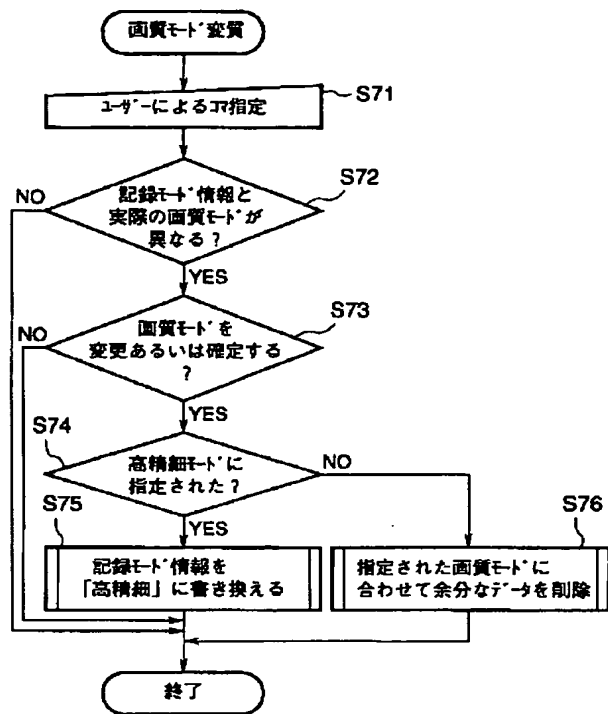 画質モード変質
ユーザーによるコマ指定
S71
記録モード情報と
実際の画質モードが
異なる?
S72
NO
YES
画質モードを
変更あるいは確定する
?
S73
NO
YES
S74
高精細モードに
指定された?
NO
YES
S75
記録モード情報を
「高精細」に書き換える
S76
指定された画質モードに
合わせて余分なデータを削除
終了